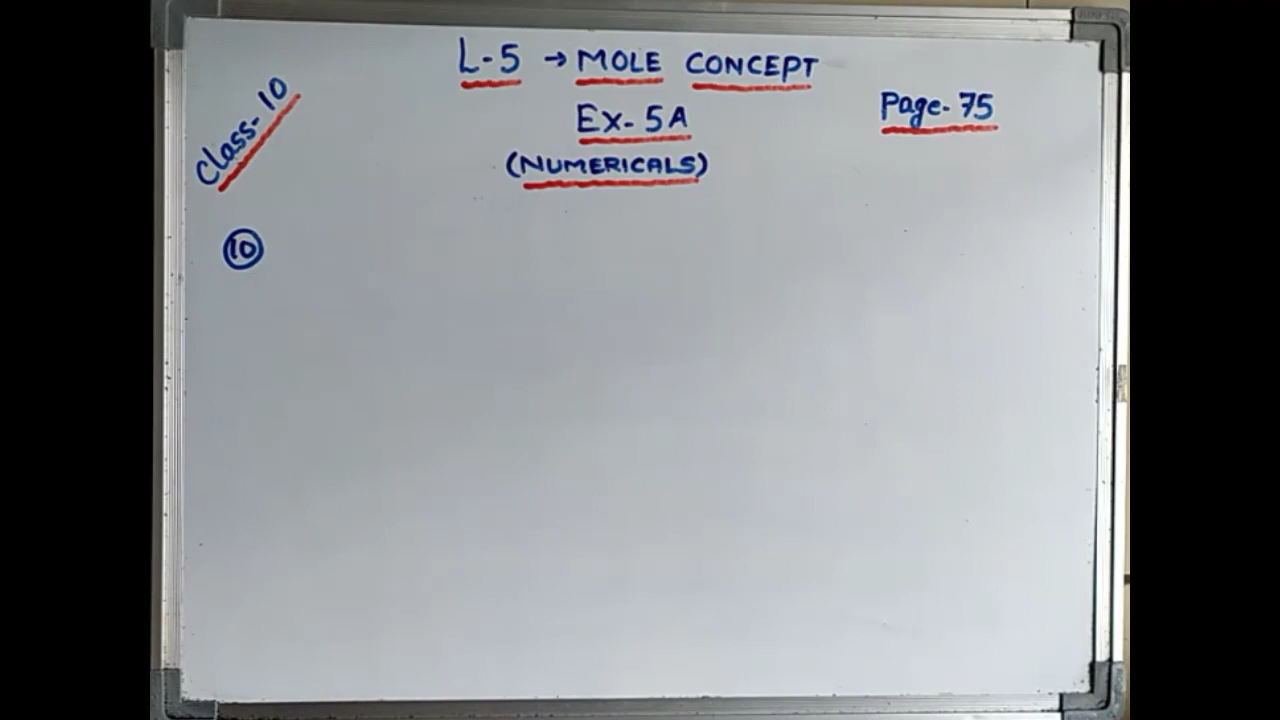 L-5 → MOLE CONCEPT
Class-10
Ex-5A
Page-75
(NUMERICALS)
10